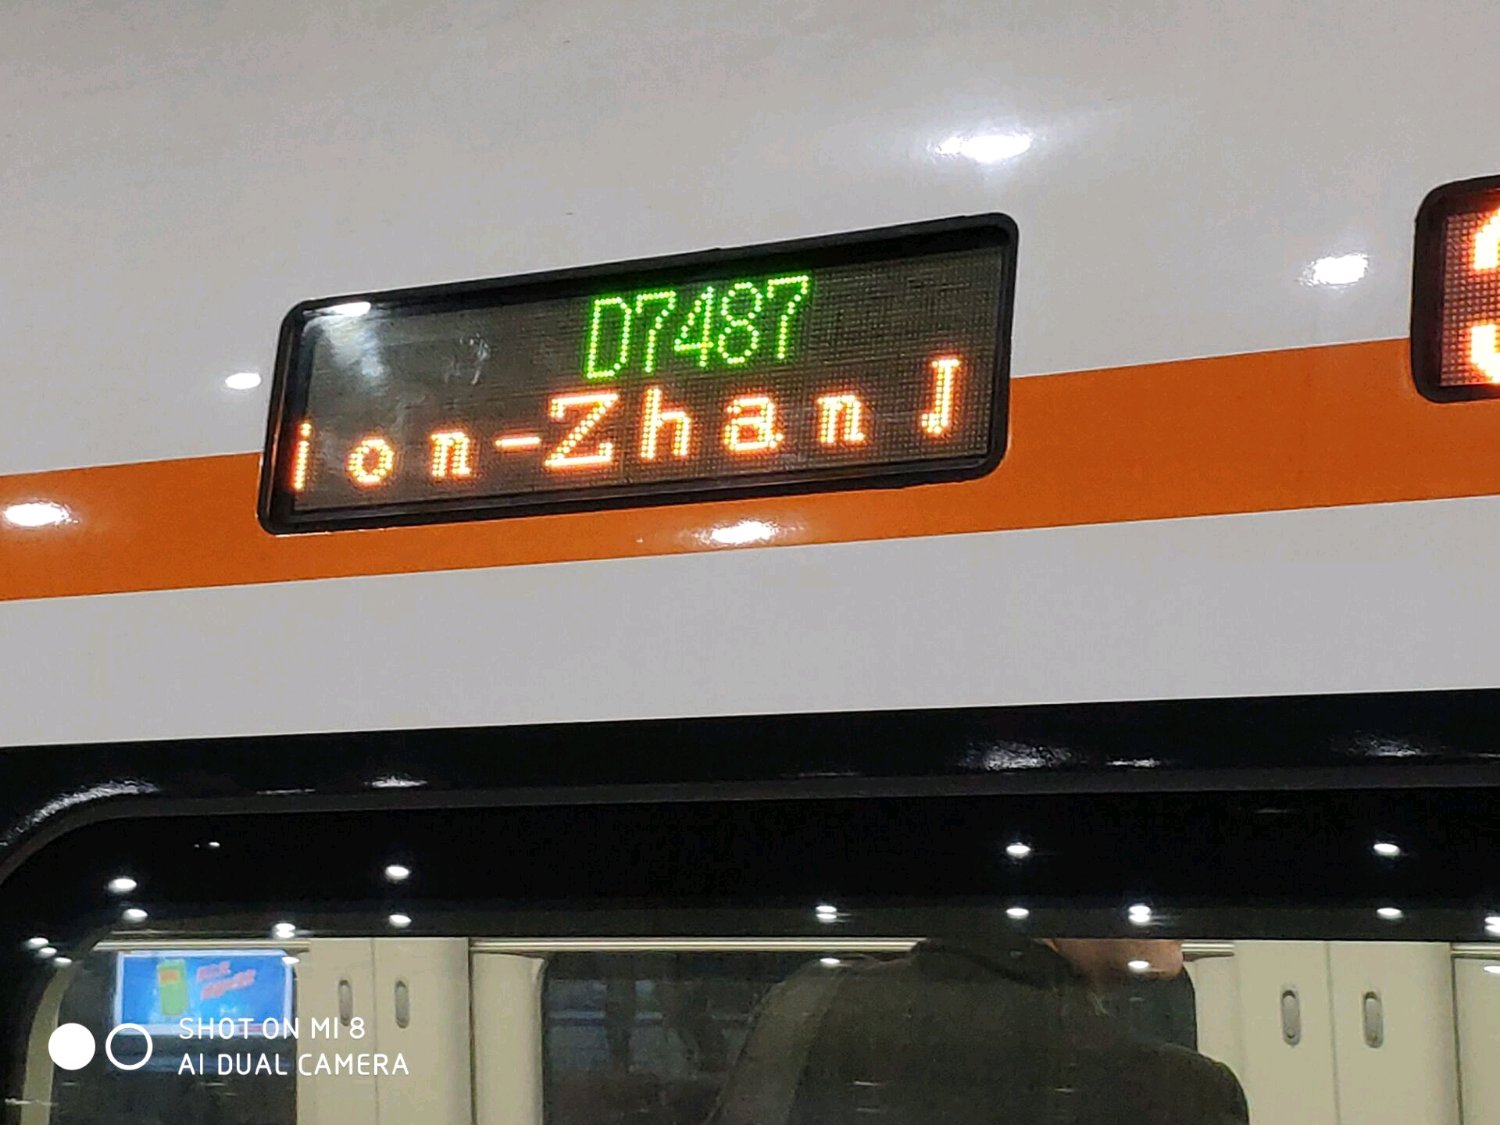 D7487
ion-ZhanJ
SHOT ON MI 8
AI DUAL CAMERA